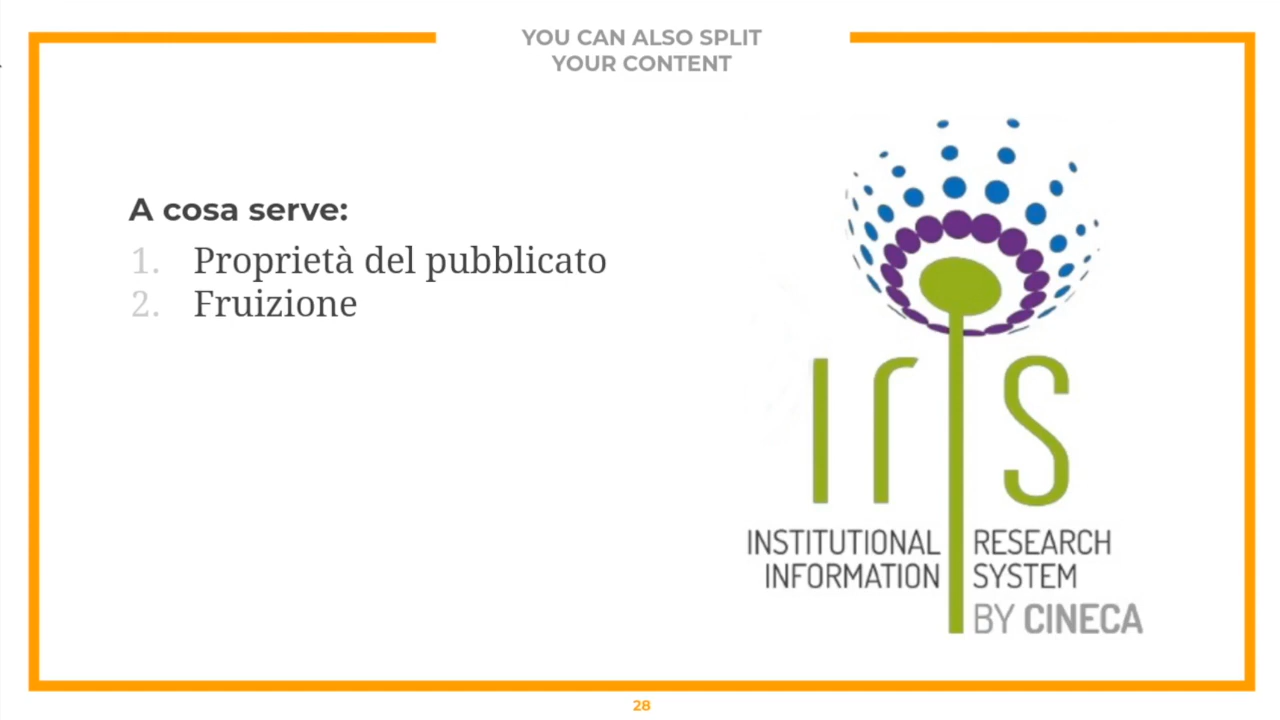 YOU CAN ALSO SPLIT
YOUR CONTENT
A cosa serve:
1. Proprietà del pubblicato
2. Fruizione
IrIS
INSTITUTIONAL RESEARCH
INFORMATION SYSTEM
BY CINECA
28